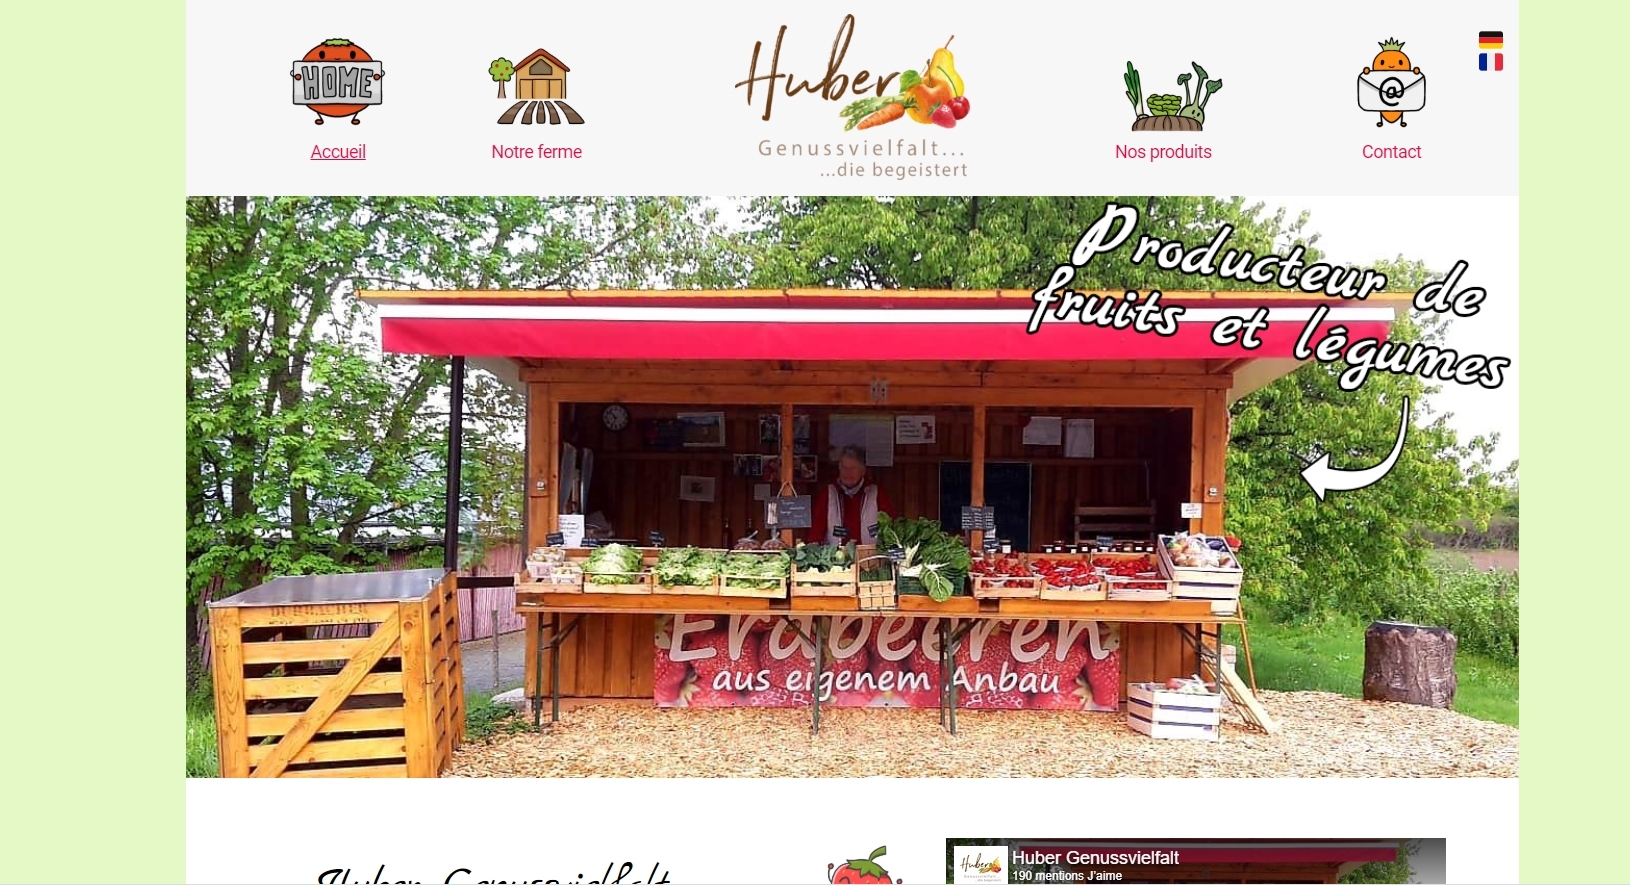 HOME
Accueil
Notre ferme
Huber
Genussvielfalt...
...die begeistert
Nos produits
@
Contact
Producteur de
fruits et légumes
Erdbeeren
aus eigenem Anbau
Huber Genussvielfalt
Huber
Huber Genussvielfalt
190 mentions J'aime